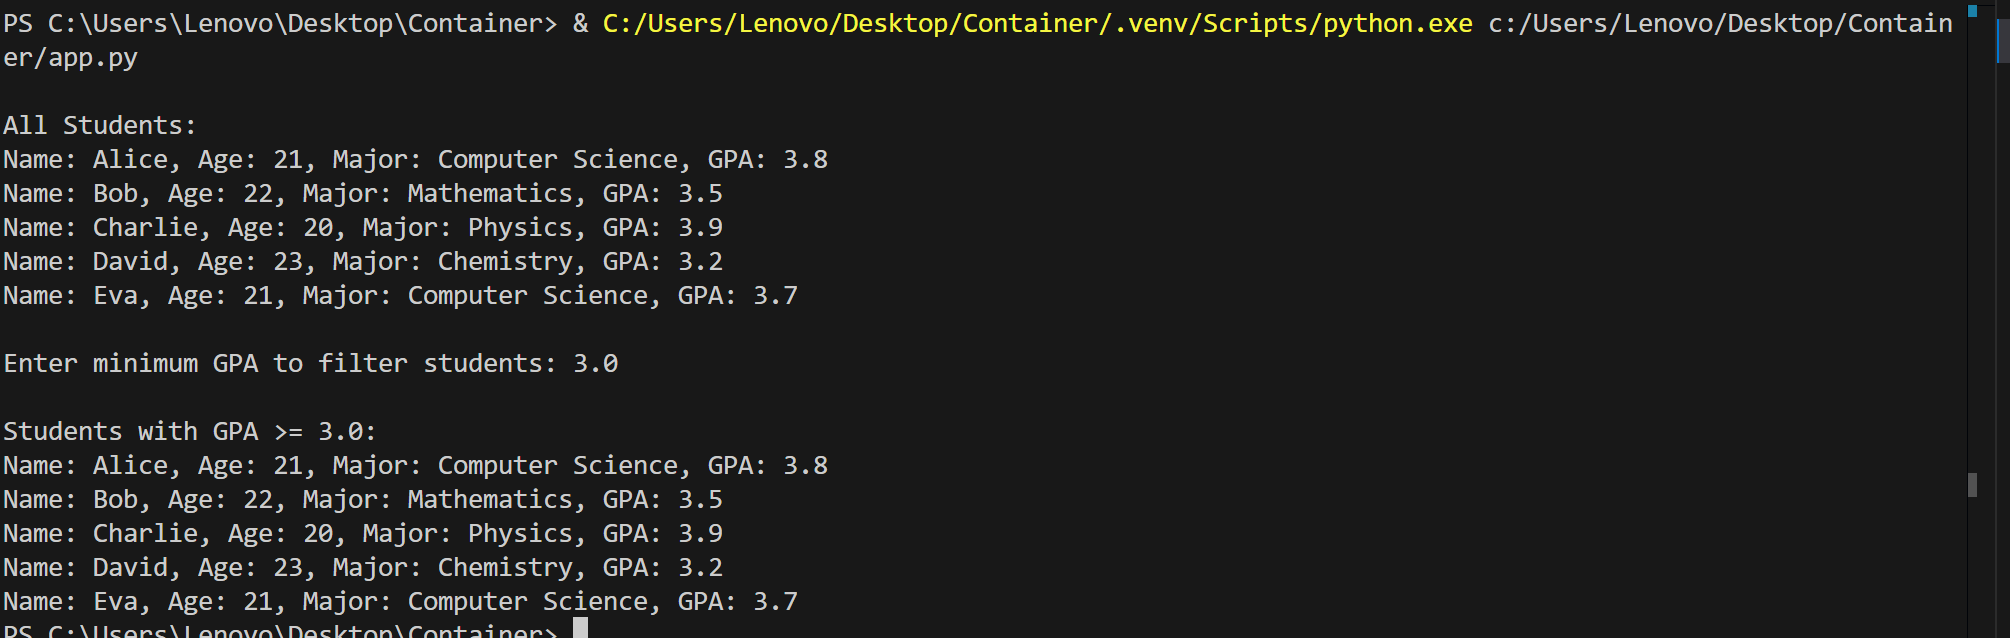 PS C:\Users\Lenovo\Desktop\Container> & C:/Users/Lenovo/Desktop/Container/.venv/Scripts/python.exe c:/Users/Lenovo/Desktop/Contain
er/app.py
All Students:
Name: Alice, Age: 21, Major: Computer Science, GPA: 3.8
Name: Bob, Age: 22, Major: Mathematics, GPA: 3.5
Name: Charlie, Age: 20, Major: Physics, GPA: 3.9
Name: David, Age: 23, Major: Chemistry, GPA: 3.2
Name: Eva, Age: 21, Major: Computer Science, GPA: 3.7
Enter minimum GPA to filter students: 3.0
Students with GPA >= 3.0:
Name: Alice, Age: 21, Major: Computer Science, GPA: 3.8
Name: Bob, Age: 22, Major: Mathematics, GPA: 3.5
Name: Charlie, Age: 20, Major: Physics, GPA: 3.9
Name: David, Age: 23, Major: Chemistry, GPA: 3.2
Name: Eva, Age: 21, Major: Computer Science, GPA: 3.7
PS C:\Users\Lenovo\Desktop\Container>